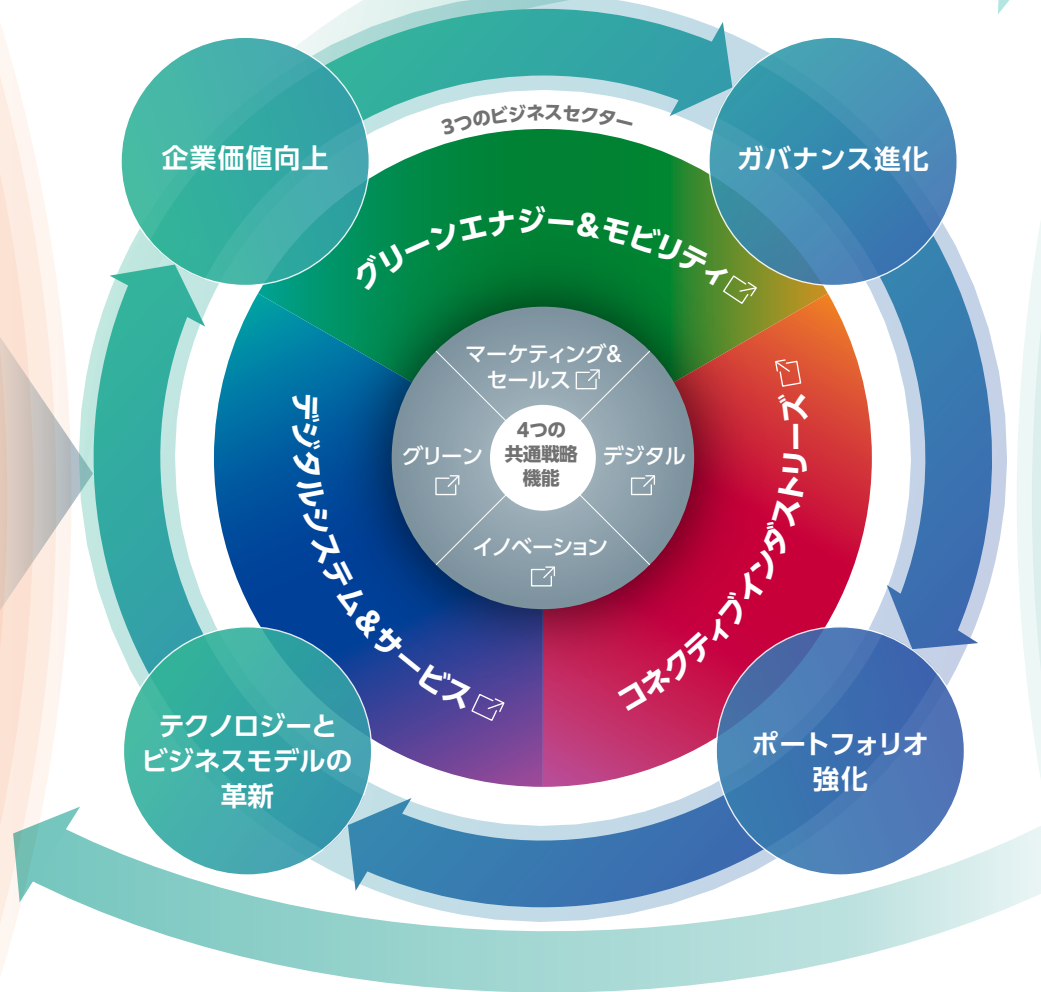 企業価値向上
ガバナンス進化
3つのビジネスセクター
グリーンエナジー&モビリティ
マーケティング&
セールス
グリーン
4つの
共通戦略
機能
デジタル
イノベーション
デジタルシステム&サービス
コネクティブインダストリーズ
テクノロジーと
ビジネスモデルの
革新
ポートフォリオ
強化